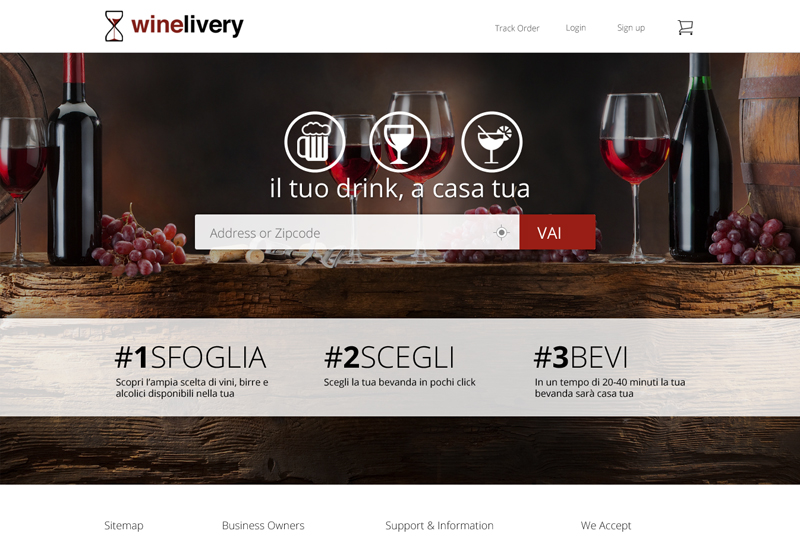 winelivery
Track Order
Login
Sign up
il tuo drink, a casa tua
Address or Zipcode
VAI
#1SFOGLIA
Scopri l'ampia scelta di vini, birre e
alcolici disponibili nella tua
#2SCEGLI
Scegli la tua bevanda in pochi click
#3BEVI
In un tempo di 20-40 minuti la tua
bevanda sarà casa tua
Sitemap
Business Owners
Support & Information
We Accept